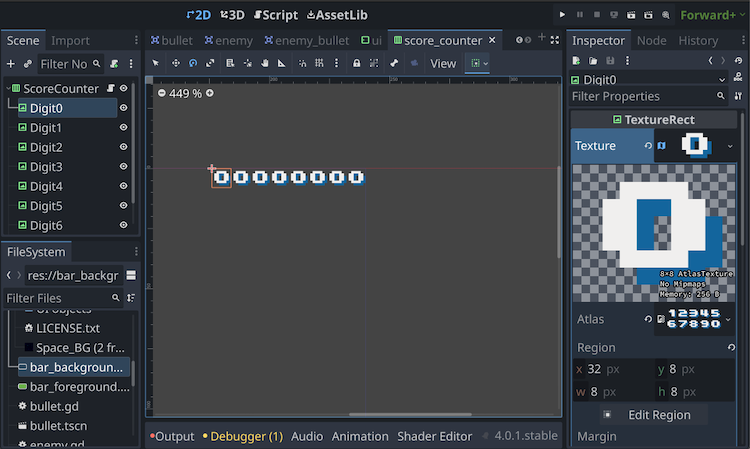 2D 3D Script AssetLib Forward+
Scene Import
bullet enemy enemy_bullet ui score_counter
Inspector Node History
Filter No
View
ScoreCounter
Digit0
Digit1
Digit2
Digit3
Digit4
Digit5
Digit6
449 %
00000000
Digit0
Filter Properties
TextureRect
Texture
0
8×8 AtlasTexture
No Mipmaps
Memory: 256 B
Atlas
12345
67890
Region
x 32 px y 8 px
w 8 px h 8 px
Edit Region
Margin
FileSystem
res://bar_backgr
Filter Files
LICENSE.txt
Space_BG (2 fr...
bar_backgroun...
bar_foreground....
bullet.gd
bullet.tscn
enemy.gd
Output Debugger (1) Audio Animation Shader Editor 4.0.1.stable